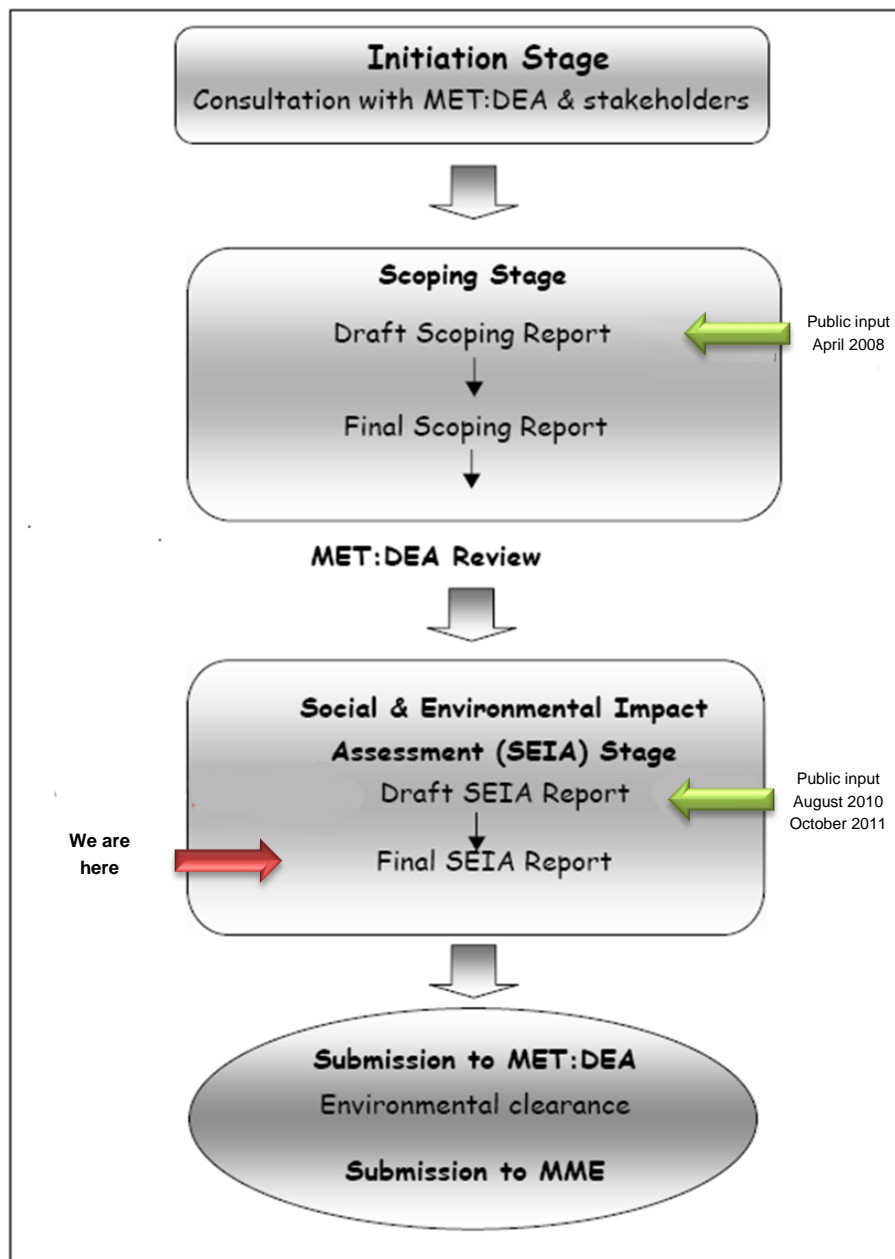 Initiation Stage
Consultation with MET:DEA & stakeholders
Scoping Stage
Draft Scoping Report
Public input
April 2008
Final Scoping Report
MET:DEA Review
Social & Environmental Impact
Assessment (SEIA) Stage
Draft SEIA Report
Public input
August 2010
October 2011
We are
here
Final SEIA Report
Submission to MET:DEA
Environmental clearance
Submission to MME